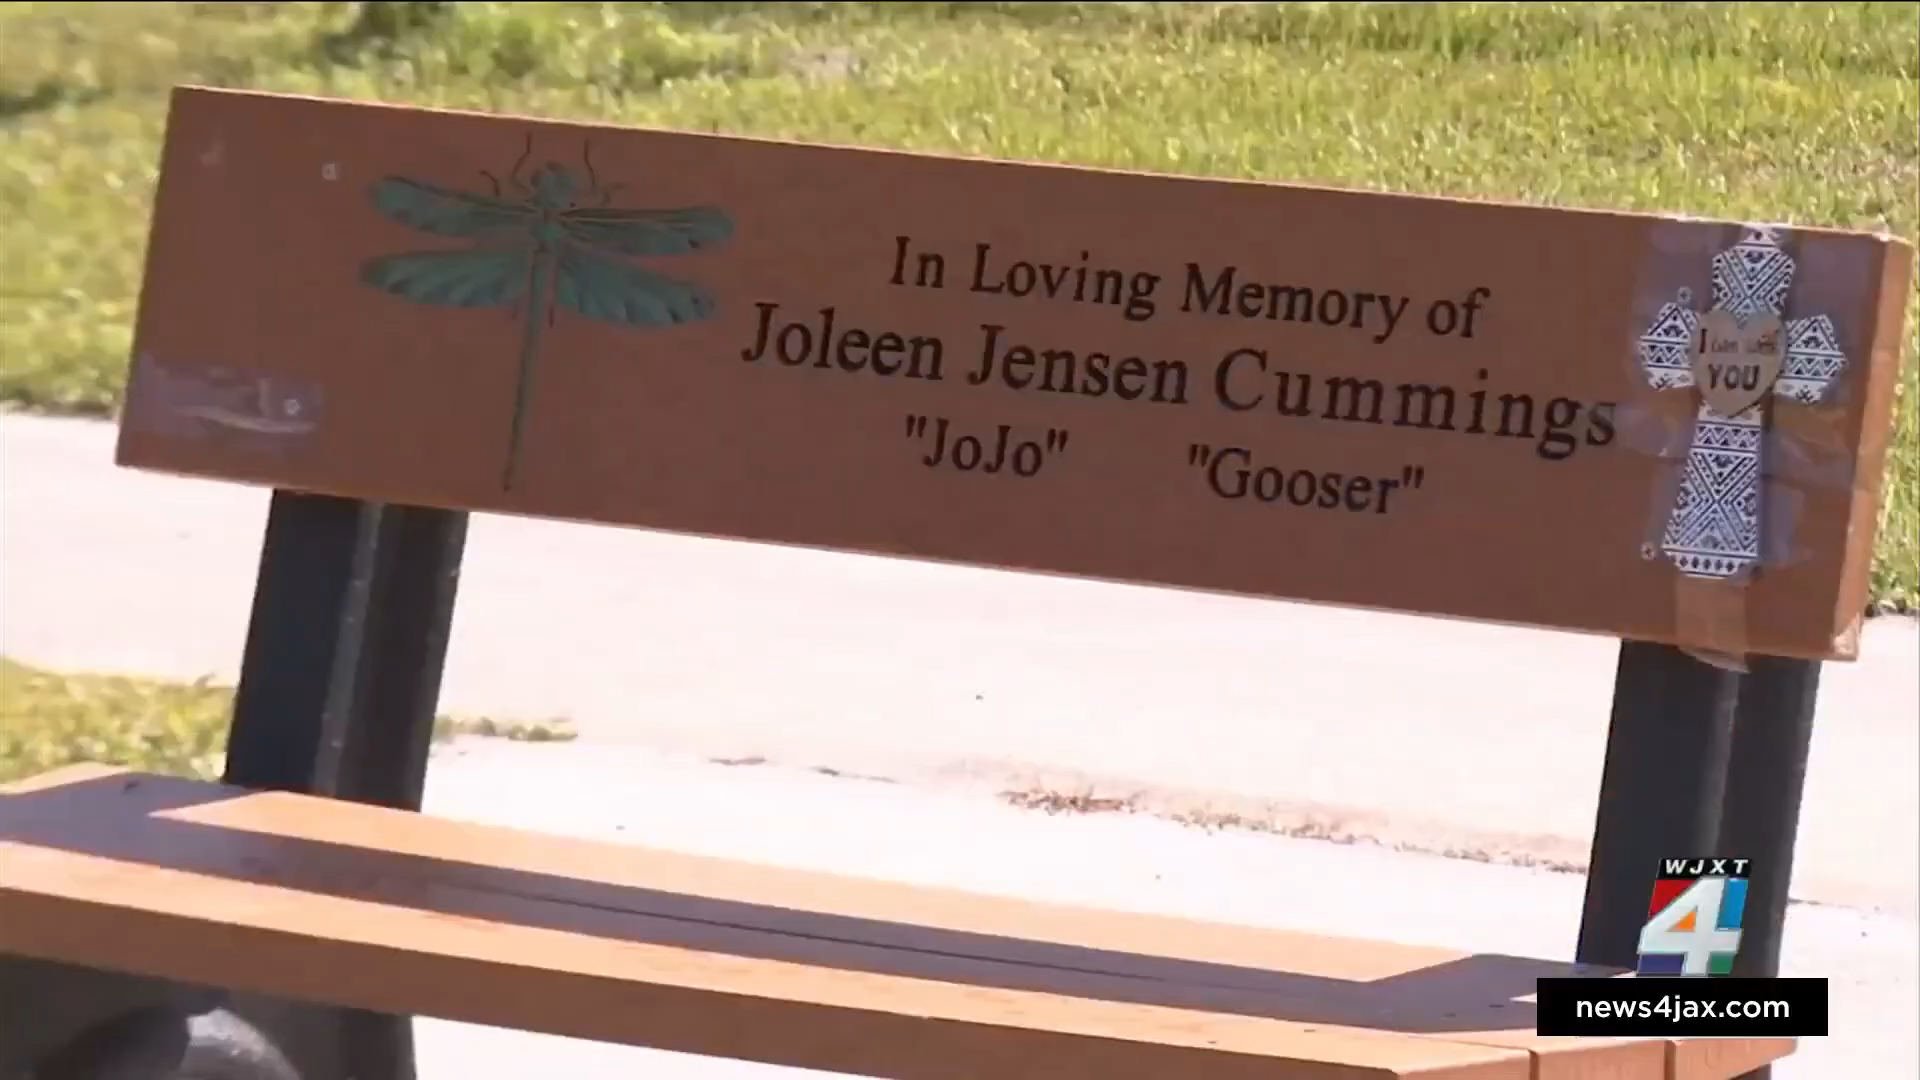 In Loving Memory of
Joleen Jensen Cummings
"JoJo" "Gooser"
I
YOU
WJXT
4
news4jax.com